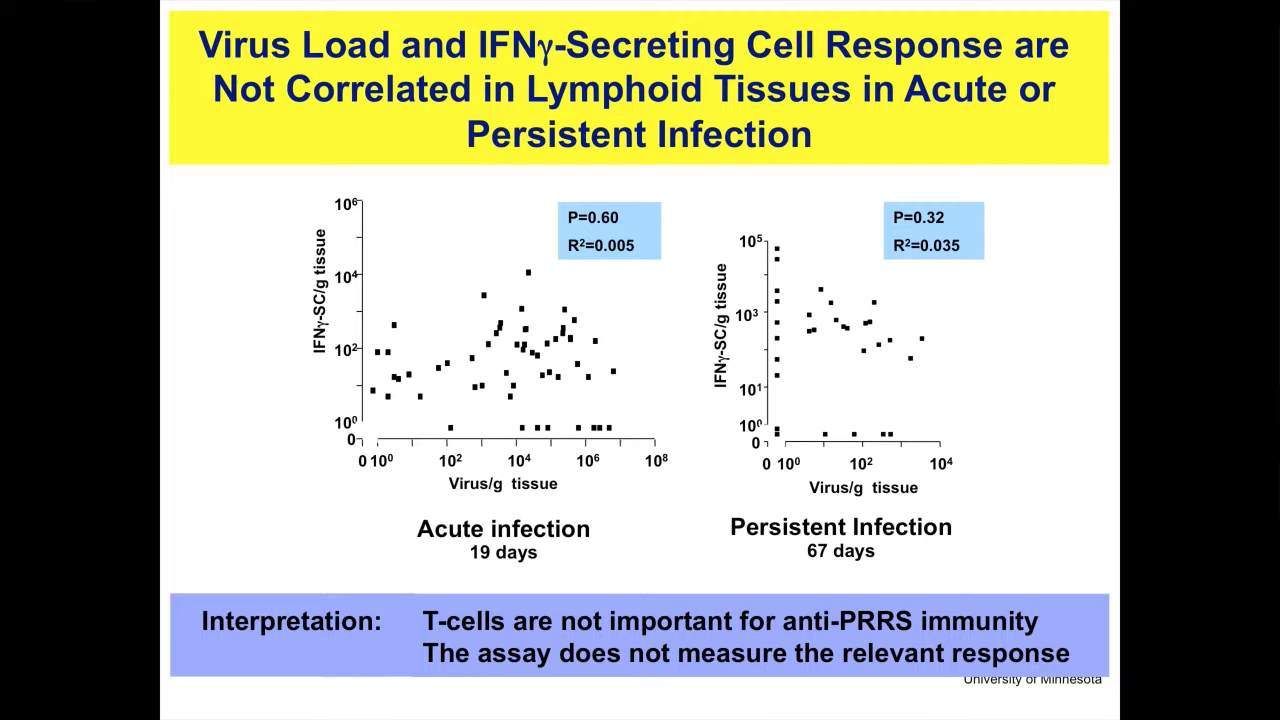 Virus Load and IFNγ-Secreting Cell Response are
Not Correlated in Lymphoid Tissues in Acute or
Persistent Infection
P=0.60
R²=0.005
IFNγ-SC/g tissue
10⁶
10⁴
10²
10⁰
0
0 10⁰ 10² 10⁴ 10⁶ 10⁸
Virus/g tissue
Acute infection
19 days
P=0.32
R²=0.035
IFNγ-SC/g tissue
10⁵
10³
10¹
10⁰
0
0 10⁰ 10² 10⁴
Virus/g tissue
Persistent Infection
67 days
Interpretation: T-cells are not important for anti-PRRS immunity
The assay does not measure the relevant response
University of Minnesota